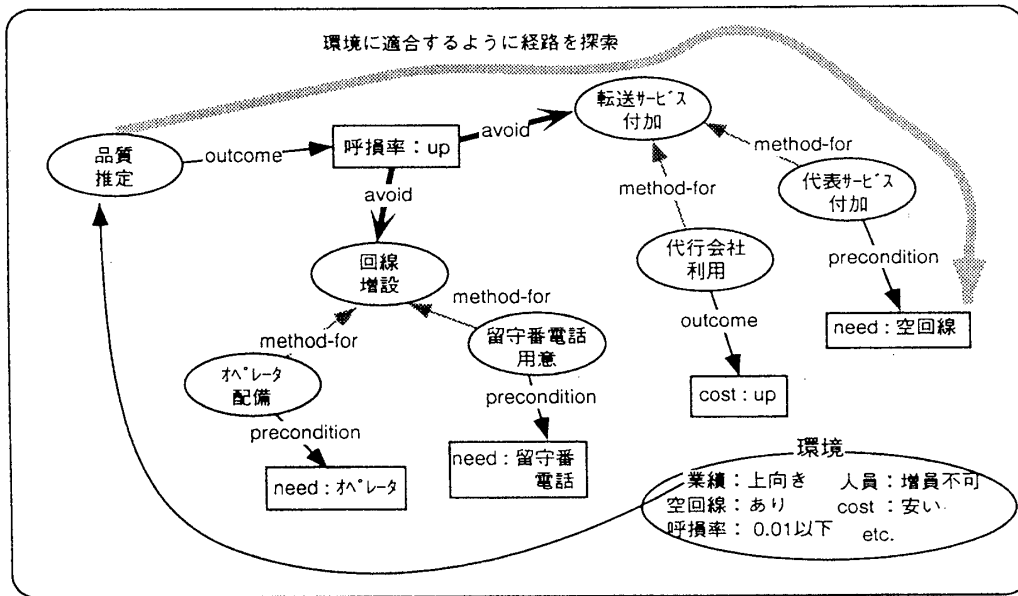 環境に適合するように経路を探索
転送サービス
付加
avoid
品質
推定
outcome
呼損率：up
method-for
代表サービス
付加
avoid
method-for
代行会社
利用
precondition
回線
増設
method-for
outcome
need：空回線
留守番電話
用意
method-for
オペレータ
配備
precondition
cost：up
precondition
need：留守番
電話
need：オペレータ
環境
業績：上向き 人員：増員不可
空回線：あり cost：安い
呼損率： 0.01以下 etc.